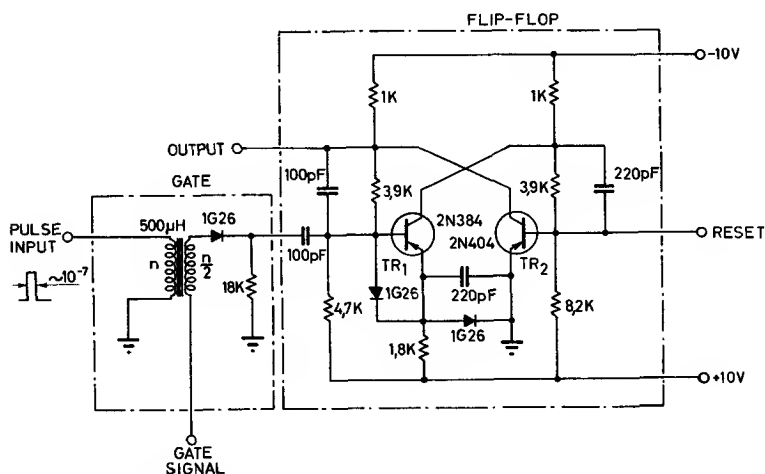 FLIP-FLOP
-10V
1K
1K
OUTPUT
100pF
3,9K
3,9K
220pF
GATE
PULSE
INPUT
500µH
1G26
2N384
2N404
RESET
n
n/2
100pF
TR1
TR2
~10-7
18K
1G26
220pF
4,7K
8,2K
1G26
1,8K
+10V
GATE
SIGNAL